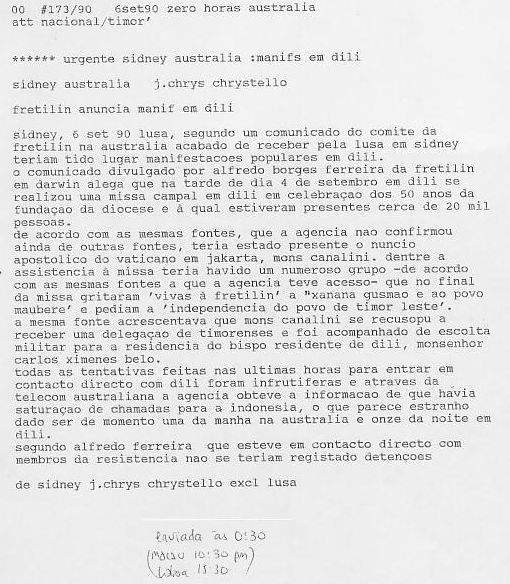 00  #173/90   6set90 zero horas australia
att nacional/timor'
****** urgente sidney australia :manifs em dili
sidney australia   j.chrys chrystello
fretilin anuncia manif em dili
sidney, 6 set 90 lusa, segundo um comunicado do comite da
fretilin na australia acabado de receber pela lusa em sidney
teriam tido lugar manifestacoes populares em dili.
o comunicado divulgado por alfredo borges ferreira da fretilin
em darwin alega que na tarde de dia 4 de setembro em dili se
realizou uma missa campal em dili em celebraçao dos 50 anos da
fundaçao da diocese e à qual estiveram presentes cerca de 20 mil
pessoas.
de acordo com as mesmas fontes, que a agencia nao confirmou
ainda de outras fontes, teria estado presente o nuncio
apostolico do vaticano em jakarta, mons canalini. dentre a
assistencia à missa teria havido um numeroso grupo -de acordo
com as mesmas fontes a que a agencia teve acesso- que no final
da missa gritaram 'vivas à fretilin' a "xanana gusmao e ao povo
maubere' e pediam a 'independencia do povo de timor leste'.
a mesma fonte acrescentava que mons canalini se recusopu a
receber uma delegaçao de timorenses e foi acompanhado de escolta
militar para a residencia do bispo residente de dili, monsenhor
carlos ximenes belo.
todas as tentativas feitas nas ultimas horas para entrar em
contacto directo com dili foram infrutiferas e atraves da
telecom australiana a agencia obteve a informacao de que havia
saturaçao de chamadas para a indonesia, o que parece estranho
dado ser de momento uma da manha na australia e onze da noite em
dili.
segundo alfredo ferreira  que esteve em contacto directo com
membros da resistencia nao se teriam registado detençoes
de sidney j.chrys chrystello excl lusa
enviada às 0:30
(macau 10:30 pm)
(Lisboa 15 30)